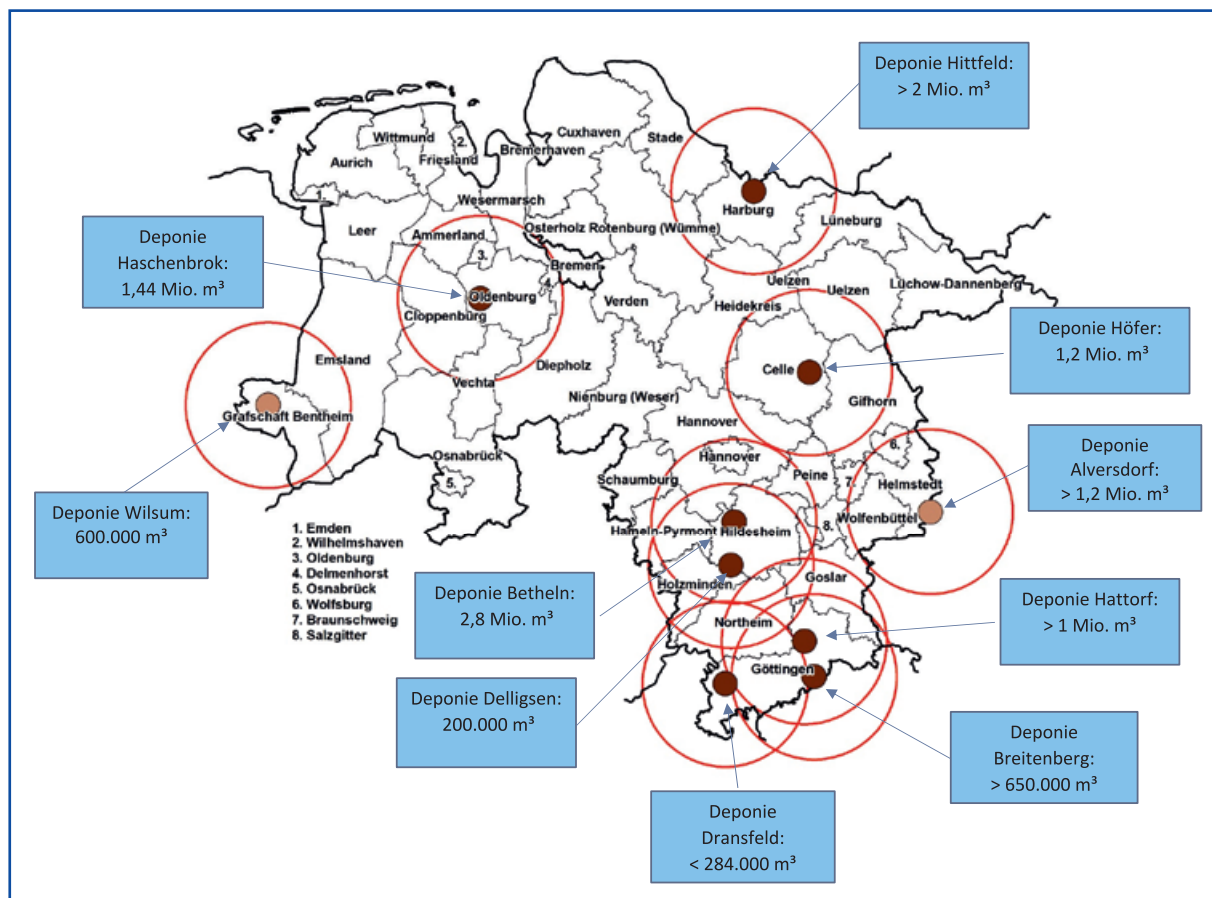 Deponie Hittfeld:
> 2 Mio. m³
Deponie
Haschenbrok:
1,44 Mio. m³
Deponie Höfer:
1,2 Mio. m³
Deponie
Alversdorf:
> 1,2 Mio. m³
Deponie Wilsum:
600.000 m³
Deponie Betheln:
2,8 Mio. m³
Deponie Hattorf:
> 1 Mio. m³
Deponie Delligsen:
200.000 m³
Deponie
Breitenberg:
> 650.000 m³
Deponie
Dransfeld:
< 284.000 m³
Cuxhaven
Stade
Wittmund
2.
Bremerhaven
Aurich
Friesland
1.
Wesermarsch
Harburg
Lüneburg
Leer
Ammerland
Osterholz
Rotenburg (Wümme)
3.
Bremen
4.
Uelzen
Uelzen
Lüchow-Dannenberg
Oldenburg
Verden
Heidekreis
Cloppenburg
Emsland
Diepholz
Celle
Vechta
Nienburg (Weser)
Gifhorn
Grafschaft Bentheim
Hannover
Osnabrück
Hannover
6.
5.
Schaumburg
Peine
7.
Helmstedt
Wolfenbüttel
Hameln-Pyrmont
Hildesheim
8.
Holzminden
Goslar
Northeim
Göttingen
1. Emden
2. Wilhelmshaven
3. Oldenburg
4. Delmenhorst
5. Osnabrück
6. Wolfsburg
7. Braunschweig
8. Salzgitter